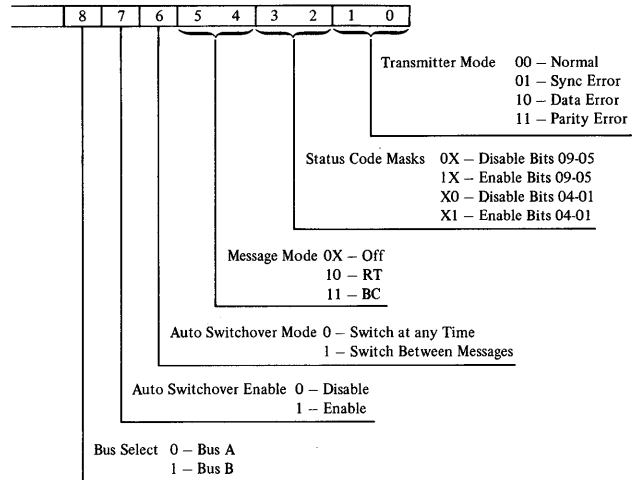 8 7 6 5 4 3 2 1 0
Transmitter Mode 00 – Normal
01 – Sync Error
10 – Data Error
11 – Parity Error
Status Code Masks 0X – Disable Bits 09-05
1X – Enable Bits 09-05
X0 – Disable Bits 04-01
X1 – Enable Bits 04-01
Message Mode 0X – Off
10 – RT
11 – BC
Auto Switchover Mode 0 – Switch at any Time
1 – Switch Between Messages
Auto Switchover Enable 0 – Disable
1 – Enable
Bus Select 0 – Bus A
1 – Bus B